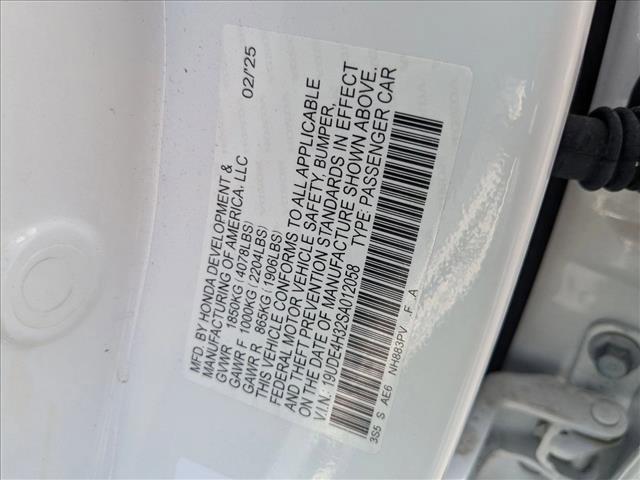 MFD. BY HONDA DEVELOPMENT & 02/'25
MANUFACTURING OF AMERICA, LLC
GVWR 1850KG (4078LBS)
GAWR F 1000KG (2204LBS)
GAWR R 865KG (1906LBS)
THIS VEHICLE CONFORMS TO ALL APPLICABLE
FEDERAL MOTOR VEHICLE SAFETY, BUMPER,
AND THEFT PREVENTION STANDARDS IN EFFECT
ON THE DATE OF MANUFACTURE SHOWN ABOVE.
V.I.N.: 19UDE4H32SA012058 TYPE: PASSENGER CAR
3S5 S AE6 NH883PV F A